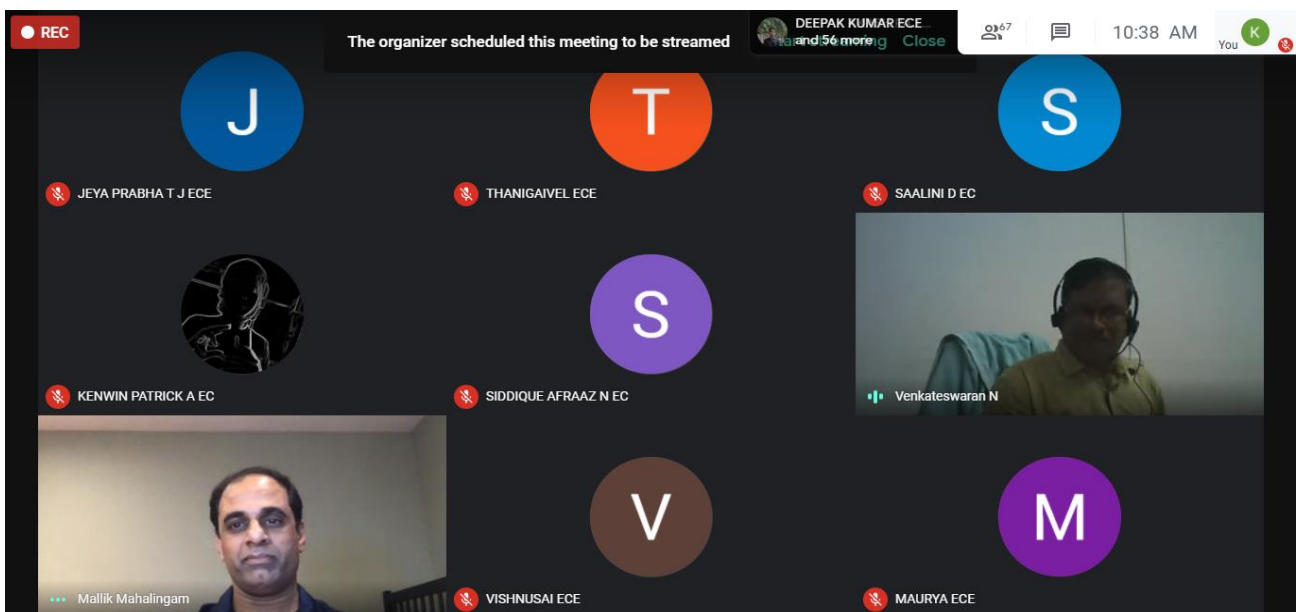 REC
The organizer scheduled this meeting to be streamed
DEEPAK KUMAR ECE
and 56 more
Close
67
10:38 AM
You
K
J
T
S
JEYA PRABHA T J ECE
THANIGAIVEL ECE
SAALINI D EC
S
KENWIN PATRICK A EC
SIDDIQUE AFRAAZ N EC
Venkateswaran N
V
M
Mallik Mahalingam
VISHNUSAI ECE
MAURYA ECE